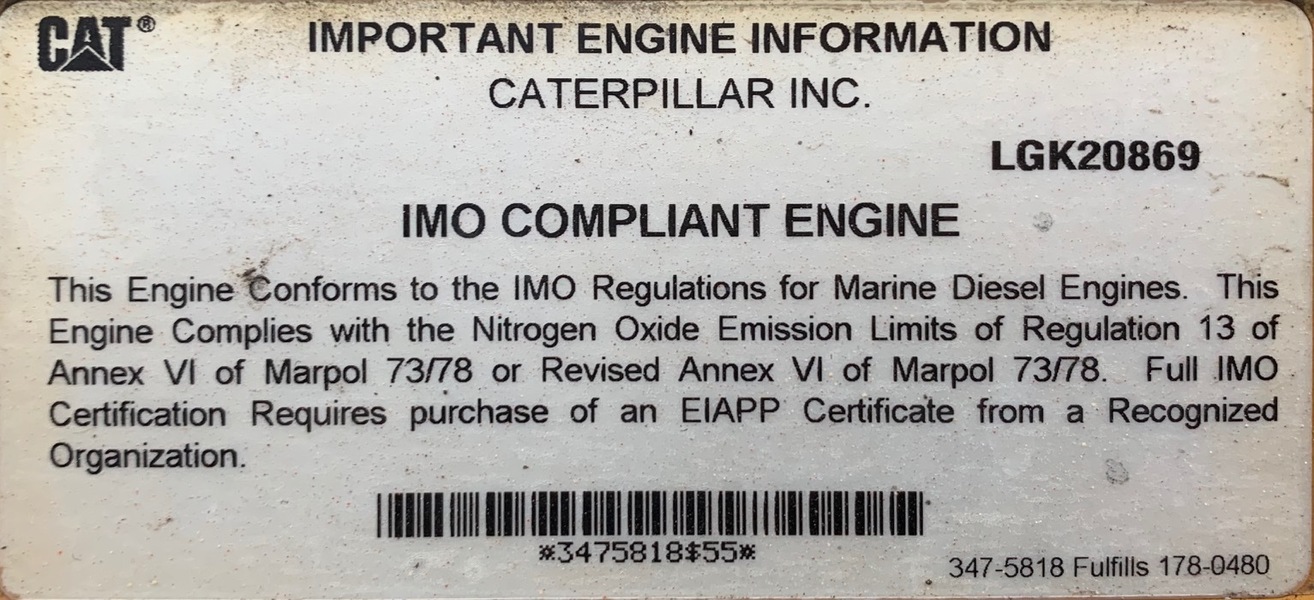 CAT®
IMPORTANT ENGINE INFORMATION
CATERPILLAR INC.
LGK20869
IMO COMPLIANT ENGINE
This Engine Conforms to the IMO Regulations for Marine Diesel Engines. This
Engine Complies with the Nitrogen Oxide Emission Limits of Regulation 13 of
Annex VI of Marpol 73/78 or Revised Annex VI of Marpol 73/78. Full IMO
Certification Requires purchase of an EIAPP Certificate from a Recognized
Organization.
*3475818$55*
347-5818 Fulfills 178-0480